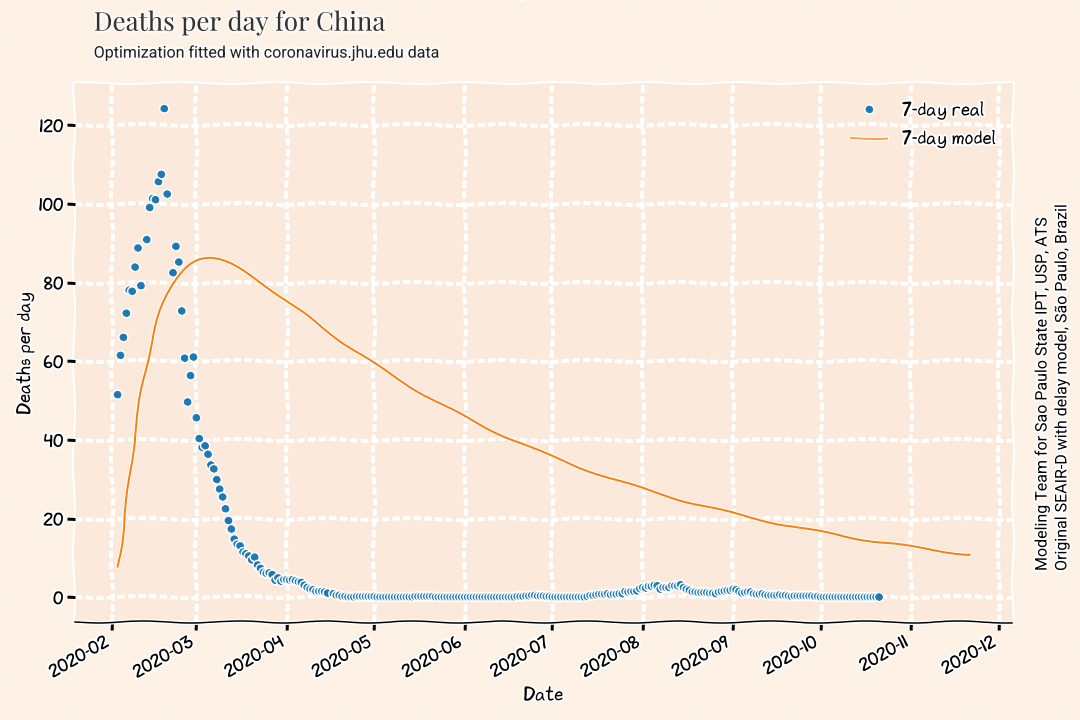 Deaths per day for China
Optimization fitted with coronavirus.jhu.edu data
7-day real
7-day model
Deaths per day
120
100
80
60
40
20
0
2020-02
2020-03
2020-04
2020-05
2020-06
2020-07
2020-08
2020-09
2020-10
2020-11
2020-12
Date
Modeling Team for Sao Paulo State IPT, USP, ATS
Original SEAIR-D with delay model, São Paulo, Brazil